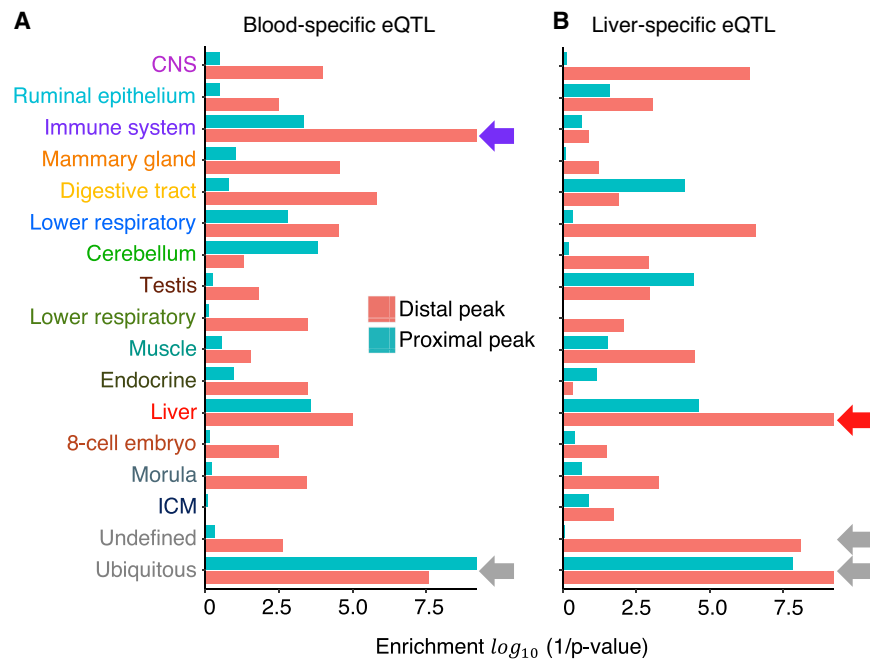 A Blood-specific eQTL B Liver-specific eQTL
CNS
Ruminal epithelium
Immune system
Mammary gland
Digestive tract
Lower respiratory
Cerebellum
Testis
Lower respiratory
Muscle
Endocrine
Liver
8-cell embryo
Morula
ICM
Undefined
Ubiquitous
Distal peak
Proximal peak
0 2.5 5.0 7.5 0 2.5 5.0 7.5
Enrichment log₁₀ (1/p-value)